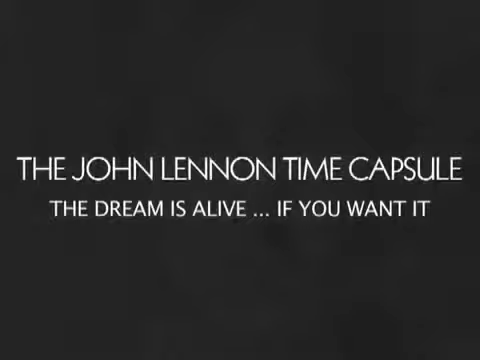 THE JOHN LENNON TIME CAPSULE
THE DREAM IS ALIVE ... IF YOU WANT IT